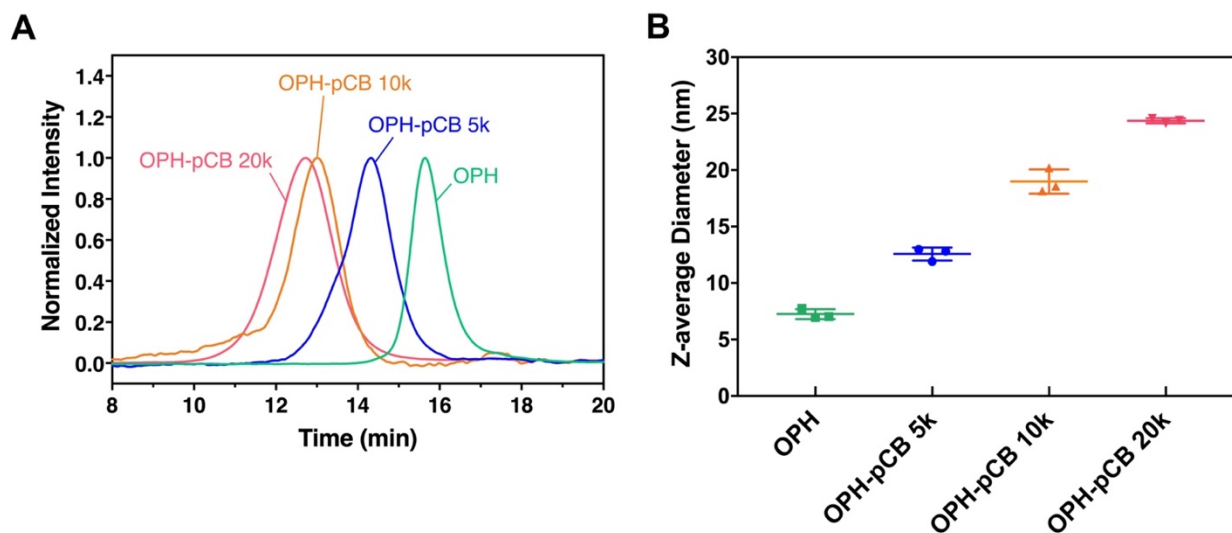 A
1.4
1.2
1.0
0.8
0.6
0.4
0.2
0.0
Normalized Intensity
OPH-pCB 10k
OPH-pCB 5k
OPH-pCB 20k
OPH
8
10
12
14
16
18
20
Time (min)
B
30
25
20
15
10
5
0
Z-average Diameter (nm)
OPH
OPH-pCB 5k
OPH-pCB 10k
OPH-pCB 20k